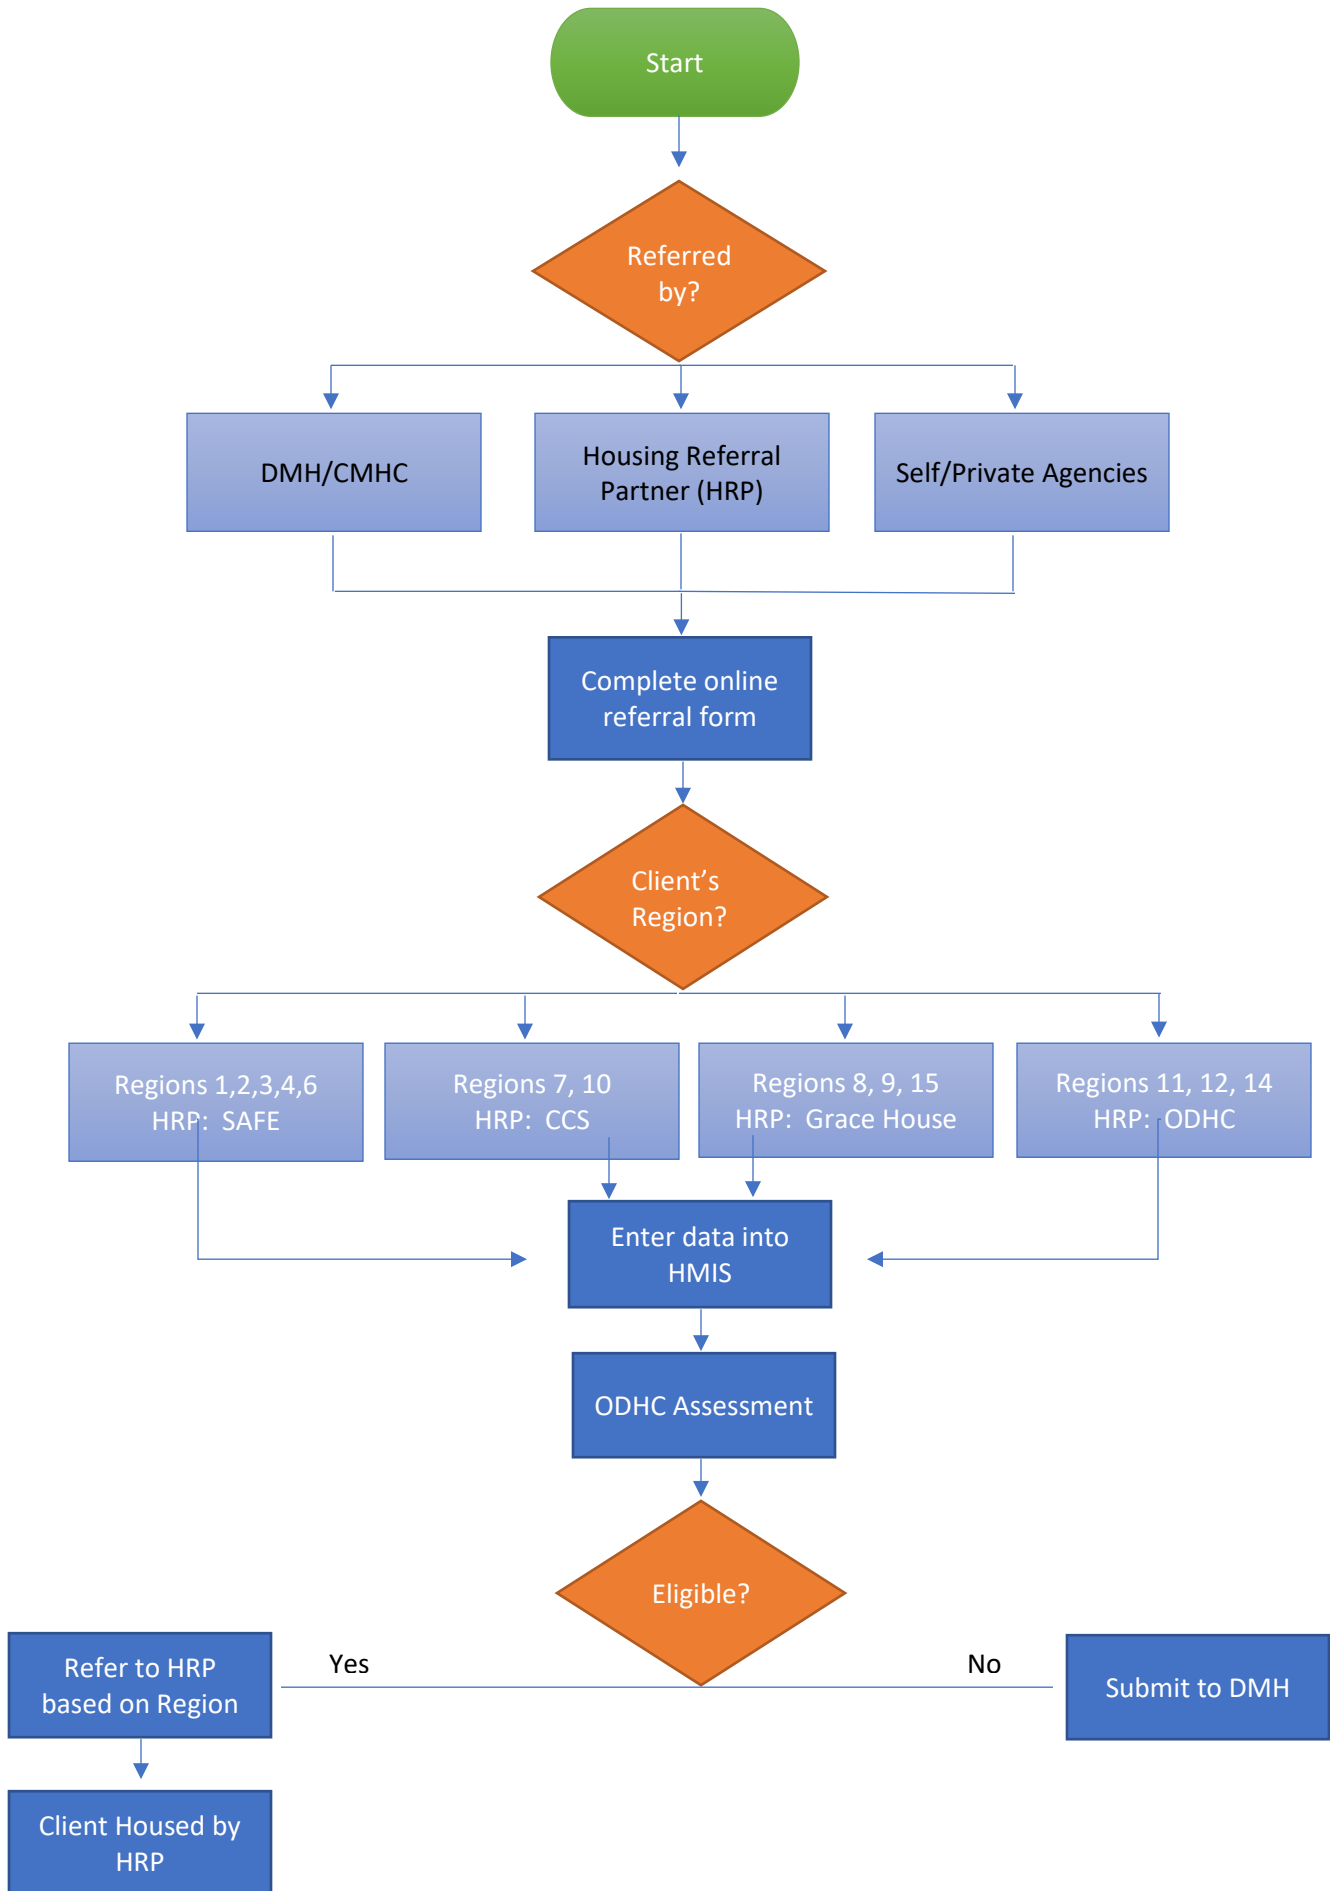 Start
Referred
by?
DMH/CMHC
Housing Referral
Partner (HRP)
Self/Private Agencies
Complete online
referral form
Client’s
Region?
Regions 1,2,3,4,6
HRP:  SAFE
Regions 7, 10
HRP:  CCS
Regions 8, 9, 15
HRP:  Grace House
Regions 11, 12, 14
HRP:  ODHC
Enter data into
HMIS
ODHC Assessment
Eligible?
Yes
No
Refer to HRP
based on Region
Submit to DMH
Client Housed by
HRP